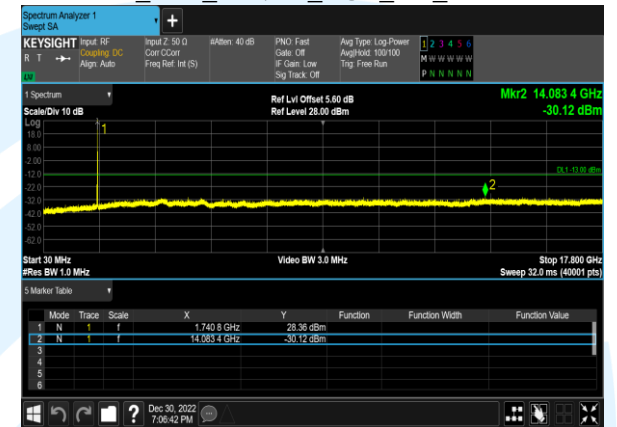 Spectrum Analyzer 1
Swept SA
+
KEYSIGHT Input: RF Input Z: 50 Ω #Atten: 40 dB PNO: Fast Avg Type: Log-Power 1 2 3 4 5 6
R T Coupling: DC Corr CCorr Gate: Off Avg|Hold: 100/100 M W W W W W
Align: Auto Freq Ref: Int (S) IF Gain: Low Trig: Free Run
Sig Track: Off P N N N N N
1 Spectrum Ref Lvl Offset 5.60 dB Mkr2 14.083 4 GHz
Scale/Div 10 dB Ref Level 28.00 dBm -30.12 dBm
Log
1
18.0
8.00
-2.00
-12.0 DL1 -13.00 dBm
-22.0 2
-32.0
-42.0
-52.0
-62.0
Start 30 MHz Video BW 3.0 MHz Stop 17.800 GHz
#Res BW 1.0 MHz Sweep 32.0 ms (40001 pts)
5 Marker Table
Mode Trace Scale X Y Function Function Width Function Value
1 N 1 f 1.740 8 GHz 28.36 dBm
2 N 1 f 14.083 4 GHz -30.12 dBm
3
4
5
6
? Dec 30, 2022
7:06:42 PM